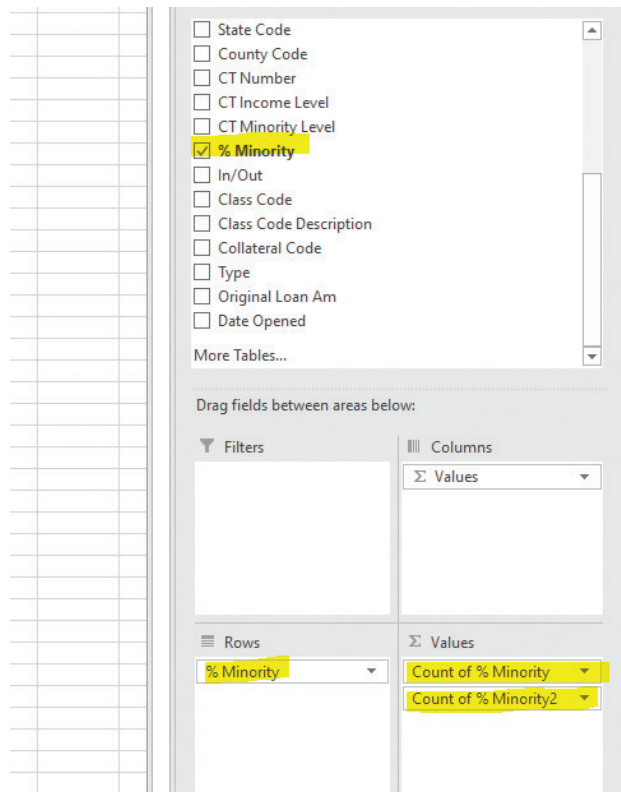 State Code
County Code
CT Number
CT Income Level
CT Minority Level
% Minority
In/Out
Class Code
Class Code Description
Collateral Code
Type
Original Loan Am
Date Opened
More Tables...
Drag fields between areas below:
Filters
Columns
Σ Values
Rows
Σ Values
% Minority
Count of % Minority
Count of % Minority2